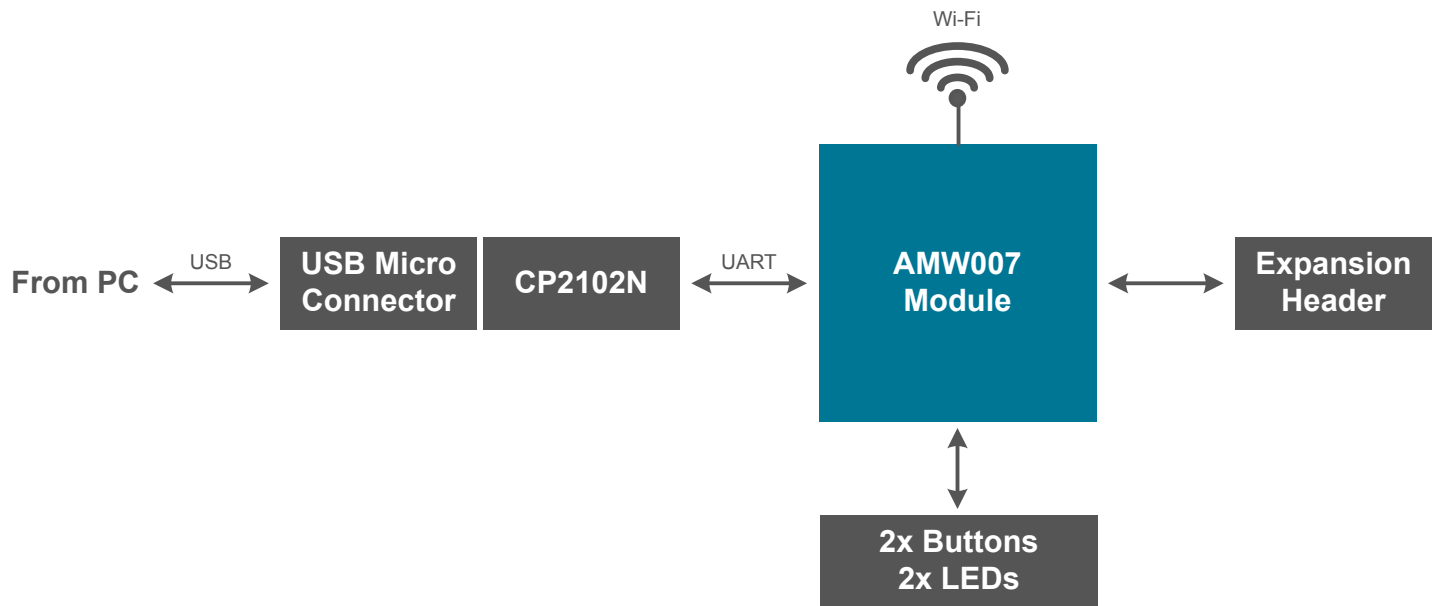 Wi-Fi
From PC
USB
USB Micro
Connector
CP2102N
UART
AMW007
Module
Expansion
Header
2x Buttons
2x LEDs